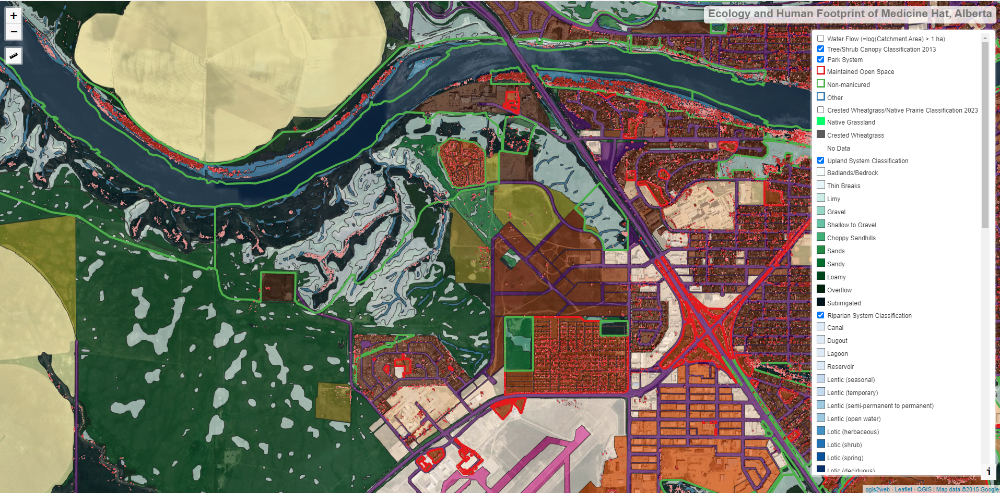 +
−
Ecology and Human Footprint of Medicine Hat, Alberta
Water Flow (=log(Catchment Area) > 1 ha)
Tree/Shrub Canopy Classification 2013
Park System
Maintained Open Space
Non-manicured
Other
Crested Wheatgrass/Native Prairie Classification 2023
Native Grassland
Crested Wheatgrass
No Data
Upland System Classification
Badlands/Bedrock
Thin Breaks
Limy
Gravel
Shallow to Gravel
Choppy Sandhills
Sands
Sandy
Loamy
Overflow
Subirrigated
Riparian System Classification
Canal
Dugout
Lagoon
Reservoir
Lentic (seasonal)
Lentic (temporary)
Lentic (semi-permanent to permanent)
Lentic (open water)
Lotic (herbaceous)
Lotic (shrub)
Lotic (spring)
Lotic (deciduous)
i
qgis2web · Leaflet · QGIS | Map data ©2015 Google